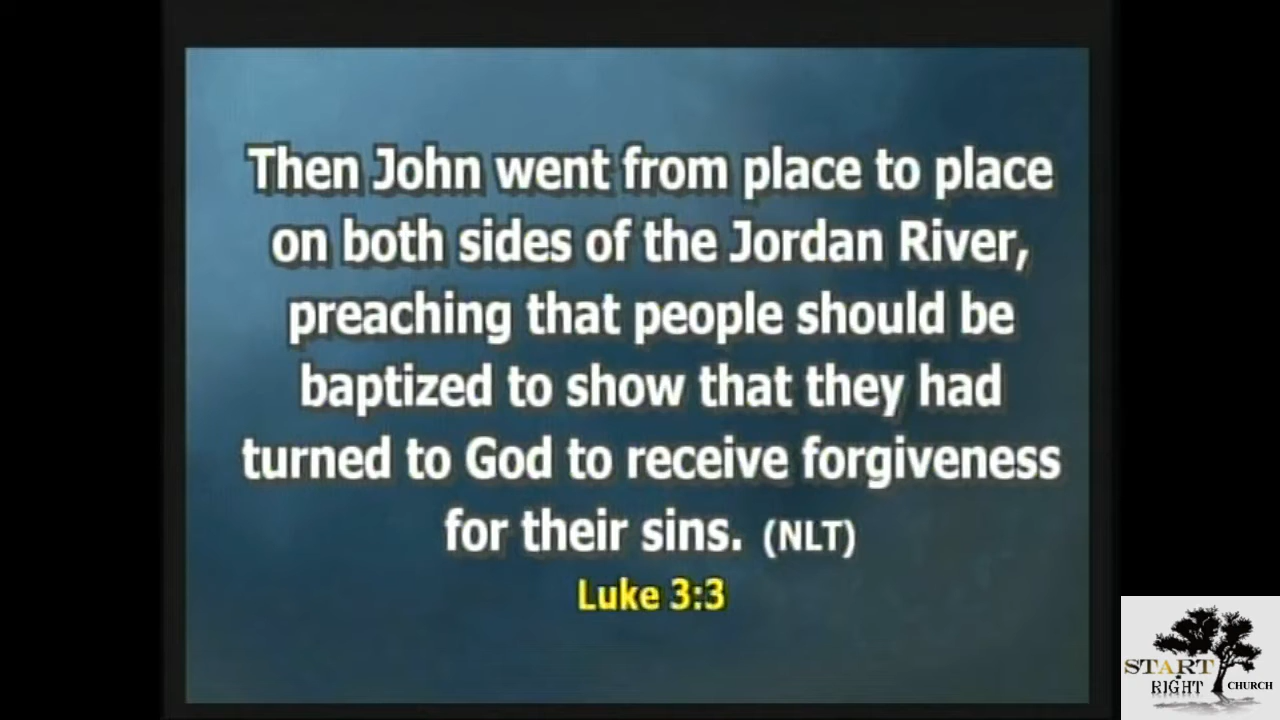 Then John went from place to place
on both sides of the Jordan River,
preaching that people should be
baptized to show that they had
turned to God to receive forgiveness
for their sins. (NLT)
Luke 3:3
START
RIGHT CHURCH